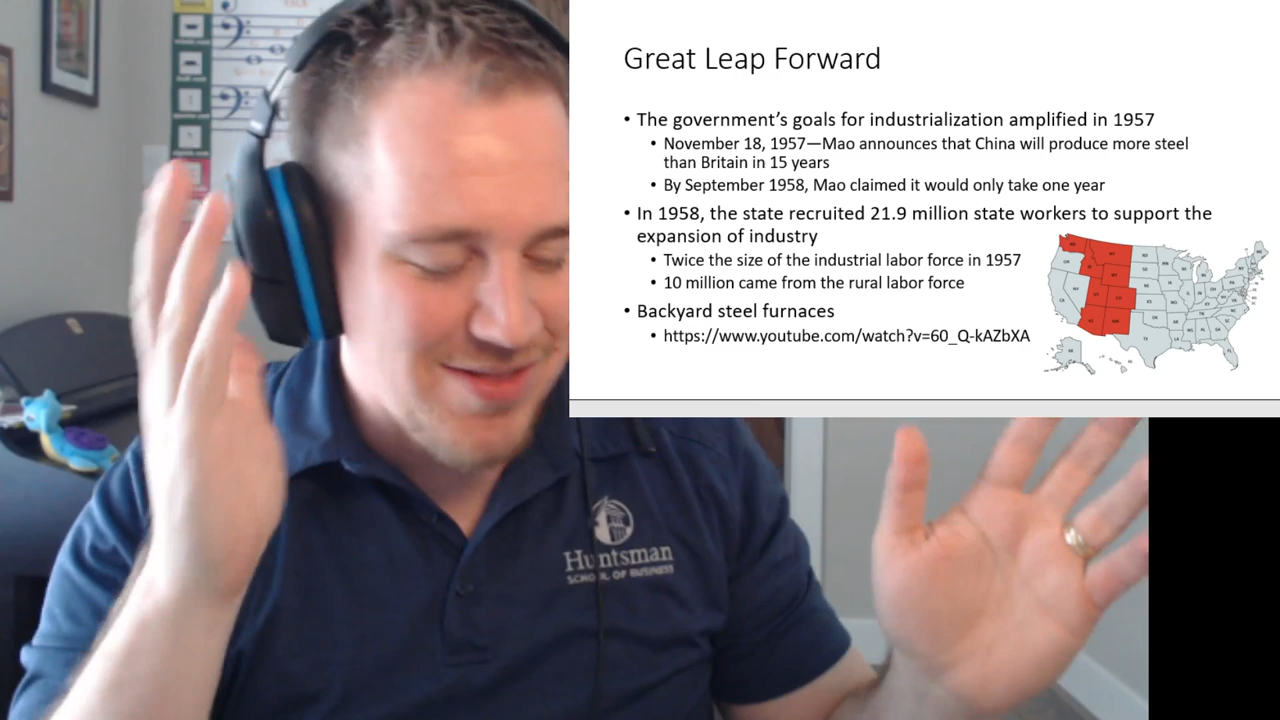 Great Leap Forward
• The government’s goals for industrialization amplified in 1957
• November 18, 1957—Mao announces that China will produce more steel
than Britain in 15 years
• By September 1958, Mao claimed it would only take one year
• In 1958, the state recruited 21.9 million state workers to support the
expansion of industry
• Twice the size of the industrial labor force in 1957
• 10 million came from the rural labor force
• Backyard steel furnaces
• https://www.youtube.com/watch?v=60_Q-kAZbXA
Huntsman
SCHOOL OF BUSINESS